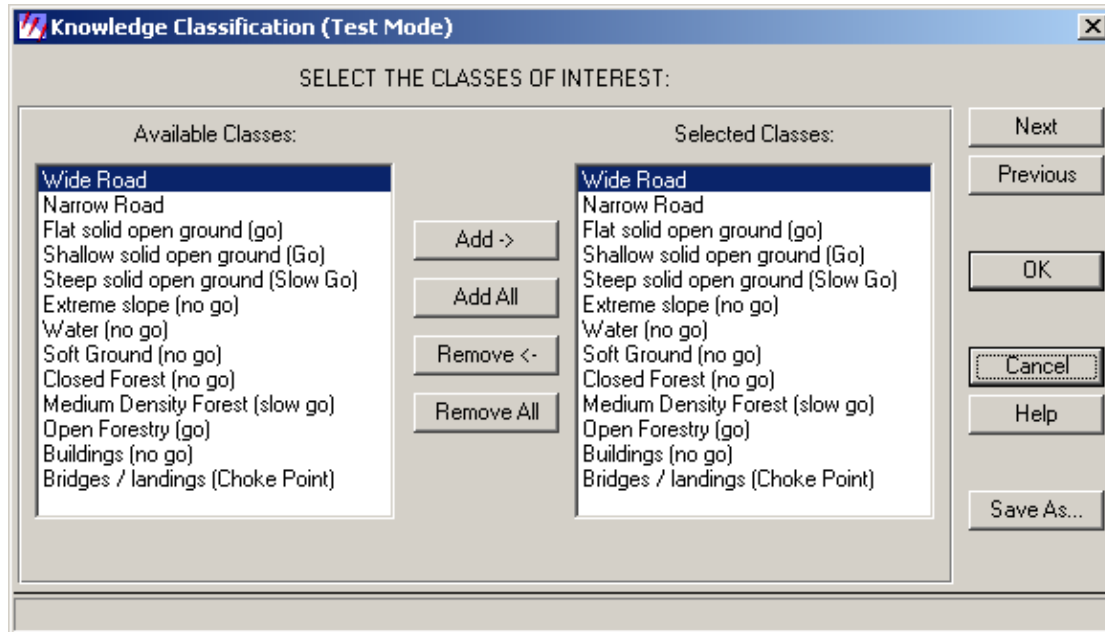 Knowledge Classification (Test Mode)
SELECT THE CLASSES OF INTEREST:
Available Classes:
Wide Road
Narrow Road
Flat solid open ground (go)
Shallow solid open ground (Go)
Steep solid open ground (Slow Go)
Extreme slope (no go)
Water (no go)
Soft Ground (no go)
Closed Forest (no go)
Medium Density Forest (slow go)
Open Forestry (go)
Buildings (no go)
Bridges / landings (Choke Point)
Add ->
Add All
Remove <-
Remove All
Selected Classes:
Wide Road
Narrow Road
Flat solid open ground (go)
Shallow solid open ground (Go)
Steep solid open ground (Slow Go)
Extreme slope (no go)
Water (no go)
Soft Ground (no go)
Closed Forest (no go)
Medium Density Forest (slow go)
Open Forestry (go)
Buildings (no go)
Bridges / landings (Choke Point)
Next
Previous
OK
Cancel
Help
Save As...